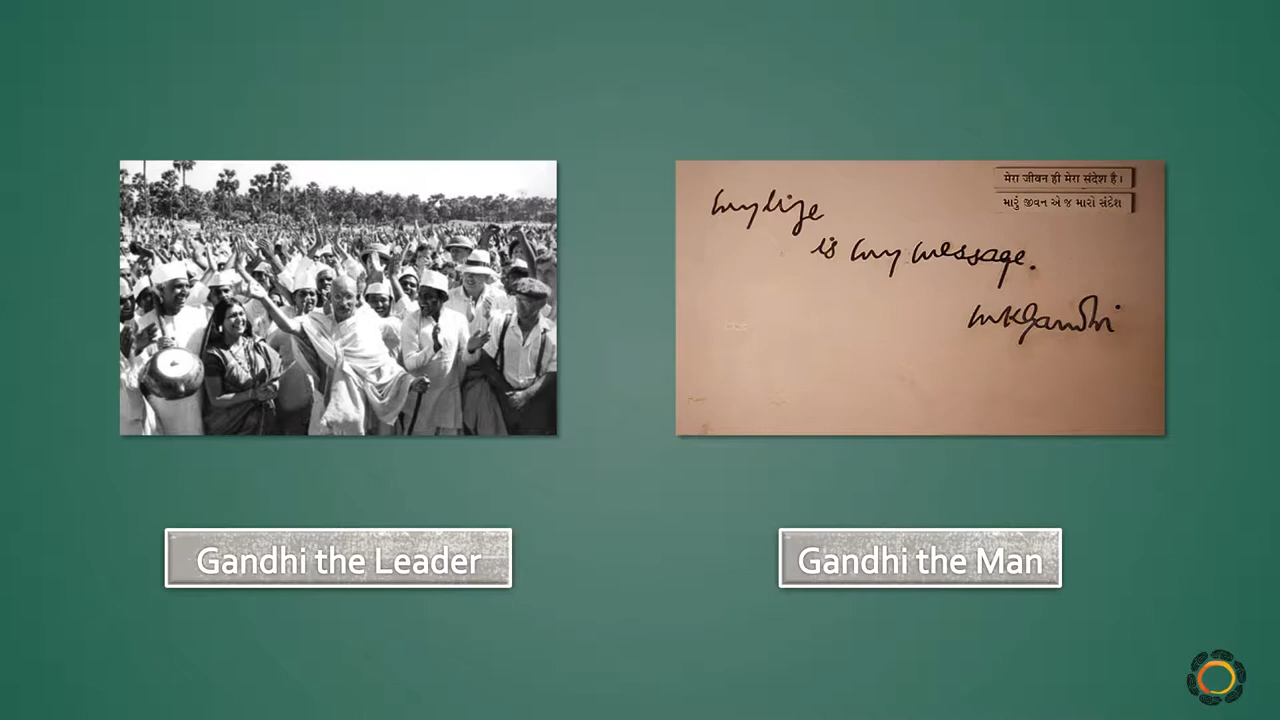 my life
is my message.
MKGandhi
मेरा जीवन ही मेरा संदेश है।
મારું જીવન એ જ મારો સંદેશ
Gandhi the Leader
Gandhi the Man